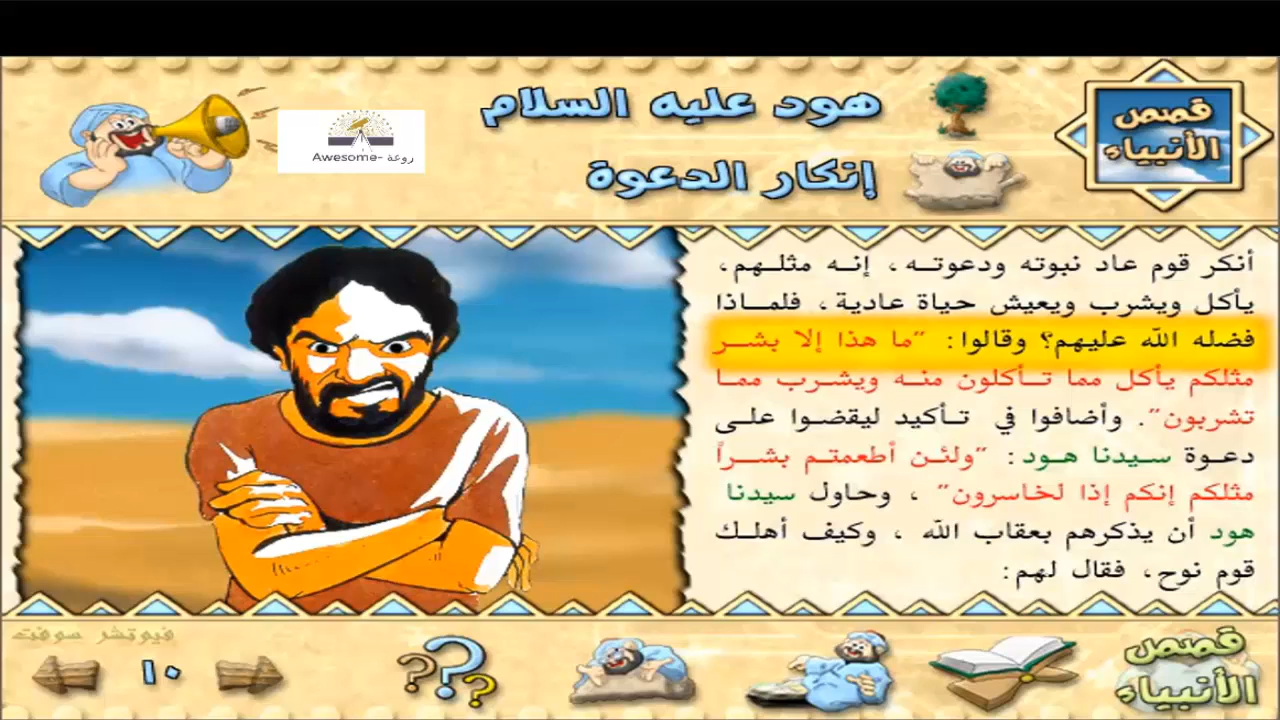 قصص
الأنبياء
هود عليه السلام
إنكار الدعوة
Awesome- روعة
أنكر قوم عاد نبوته ودعوته، إنه مثلهم،
يأكل ويشرب ويعيش حياة عادية، فلماذا
فضله الله عليهم؟ وقالوا: "ما هذا إلا بشر
مثلكم يأكل مما تأكلون منه ويشرب مما
تشربون". وأضافوا في تأكيد ليقضوا على
دعوة سيدنا هود: "ولئن أطعمتم بشراً
مثلكم إنكم إذا لخاسرون"، وحاول سيدنا
هود أن يذكرهم بعقاب الله ، وكيف أهلك
قوم نوح، فقال لهم:
فيوتشر سوفت
١٠
???
قصص
الأنبياء